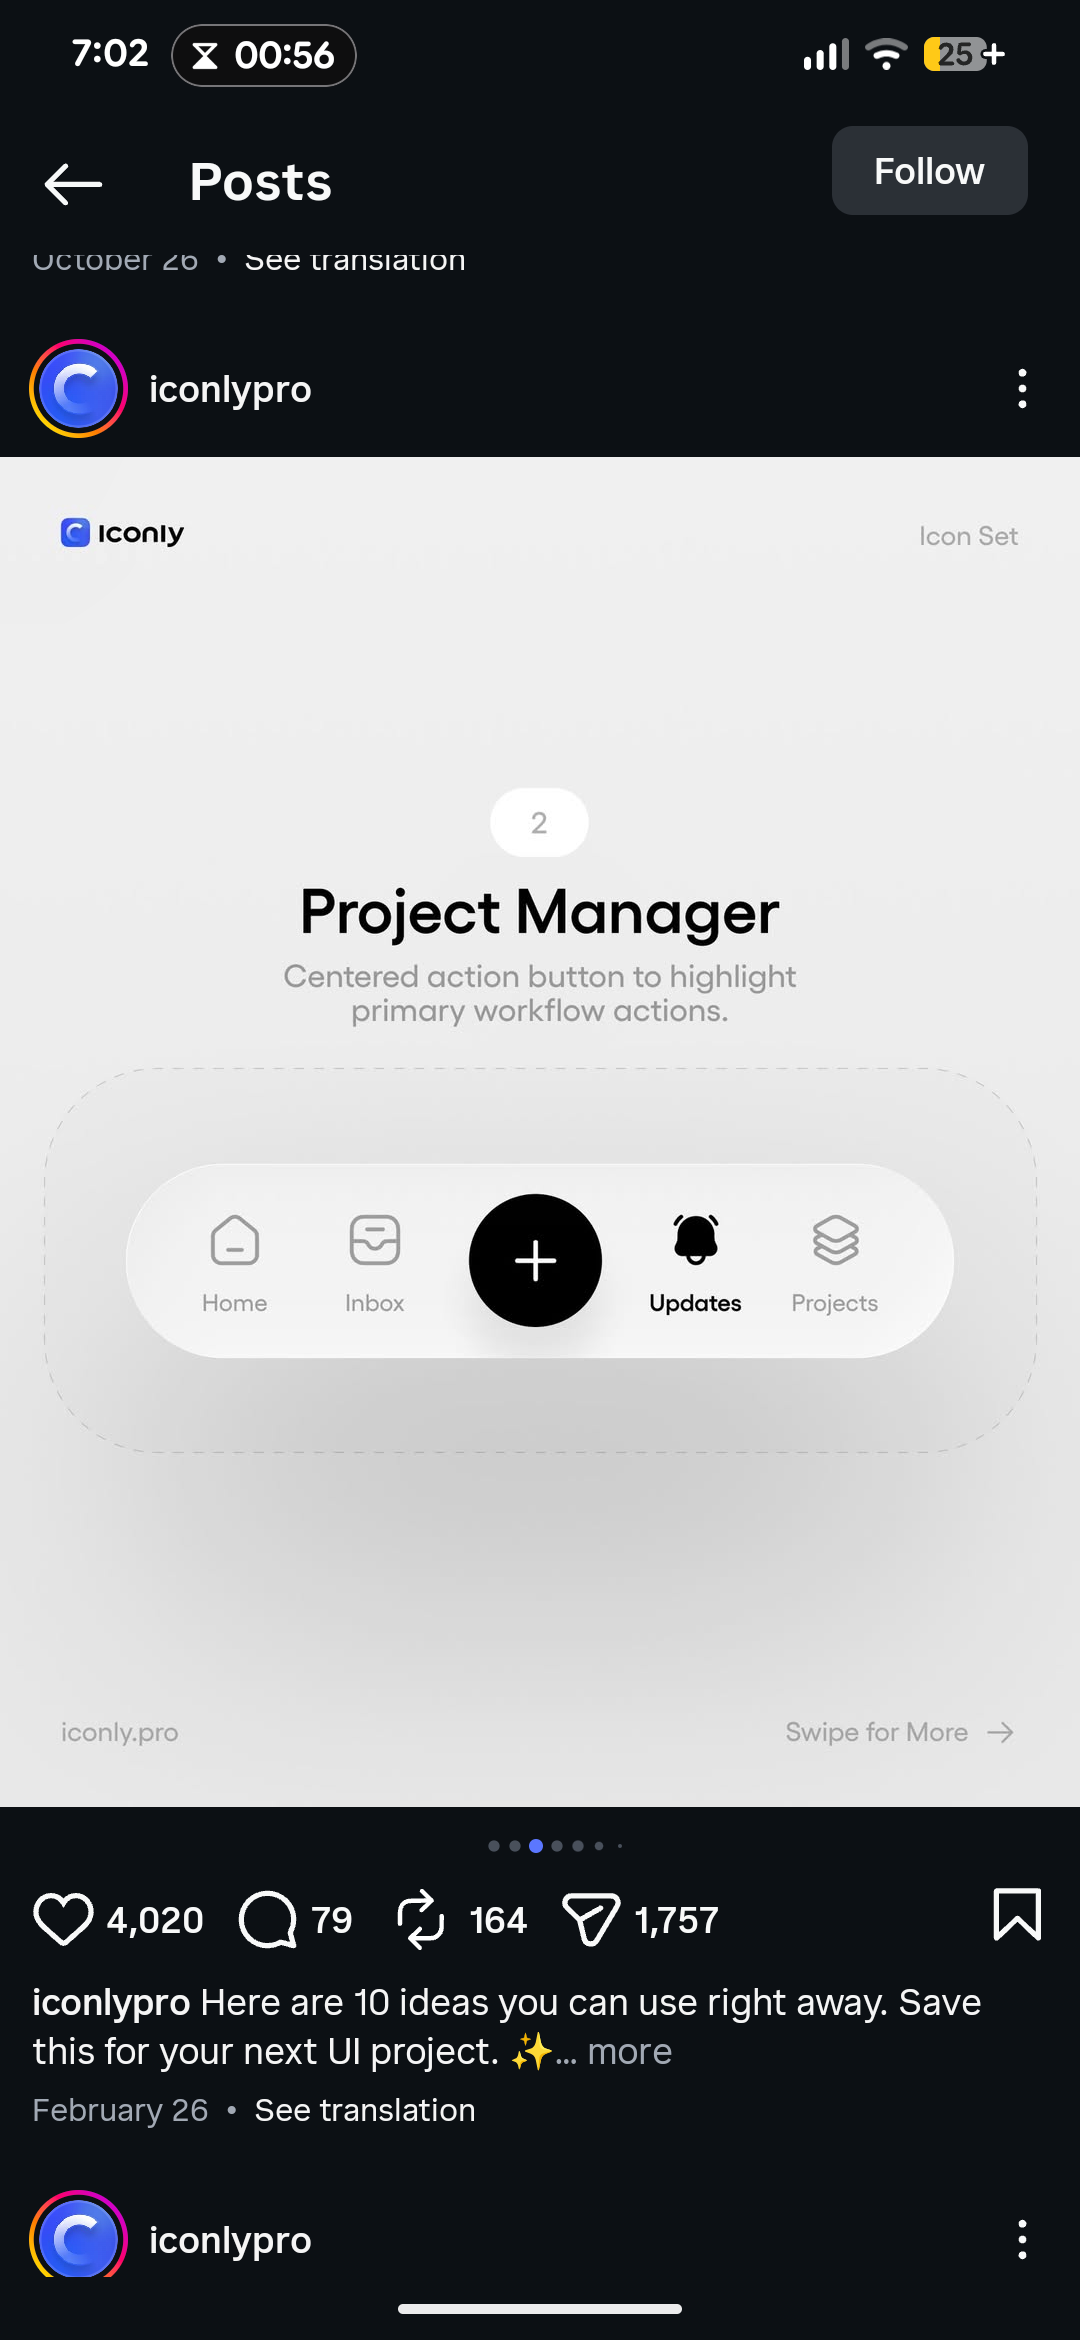 7:02 00:56 25+
Posts
Follow
October 26 • See translation
iconlypro
Iconly
Icon Set
2
Project Manager
Centered action button to highlight
primary workflow actions.
Home Inbox Updates Projects
iconly.pro
Swipe for More →
4,020 79 164 1,757
iconlypro Here are 10 ideas you can use right away. Save
this for your next UI project. ✨... more
February 26 • See translation
iconlypro